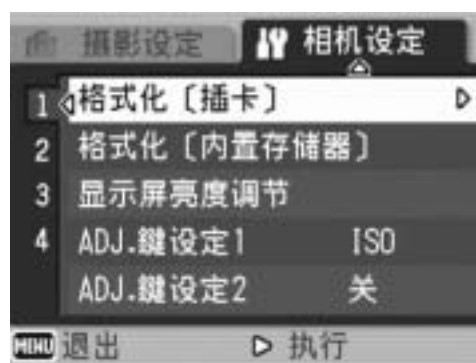 摄影设定 相机设定
1 格式化〔插卡〕
2 格式化〔内置存储器〕
3 显示屏亮度调节
4 ADJ.鍵设定1 ISO
ADJ.鍵设定2 关
MENU 退出 执行